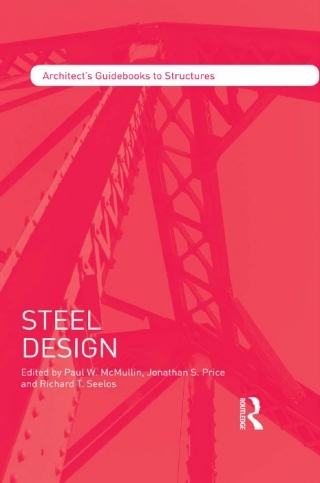 Architect's Guidebooks to Structures
STEEL
DESIGN
Edited by Paul W. McMullin, Jonathan S. Price
and Richard T. Seelos
ROUTLEDGE